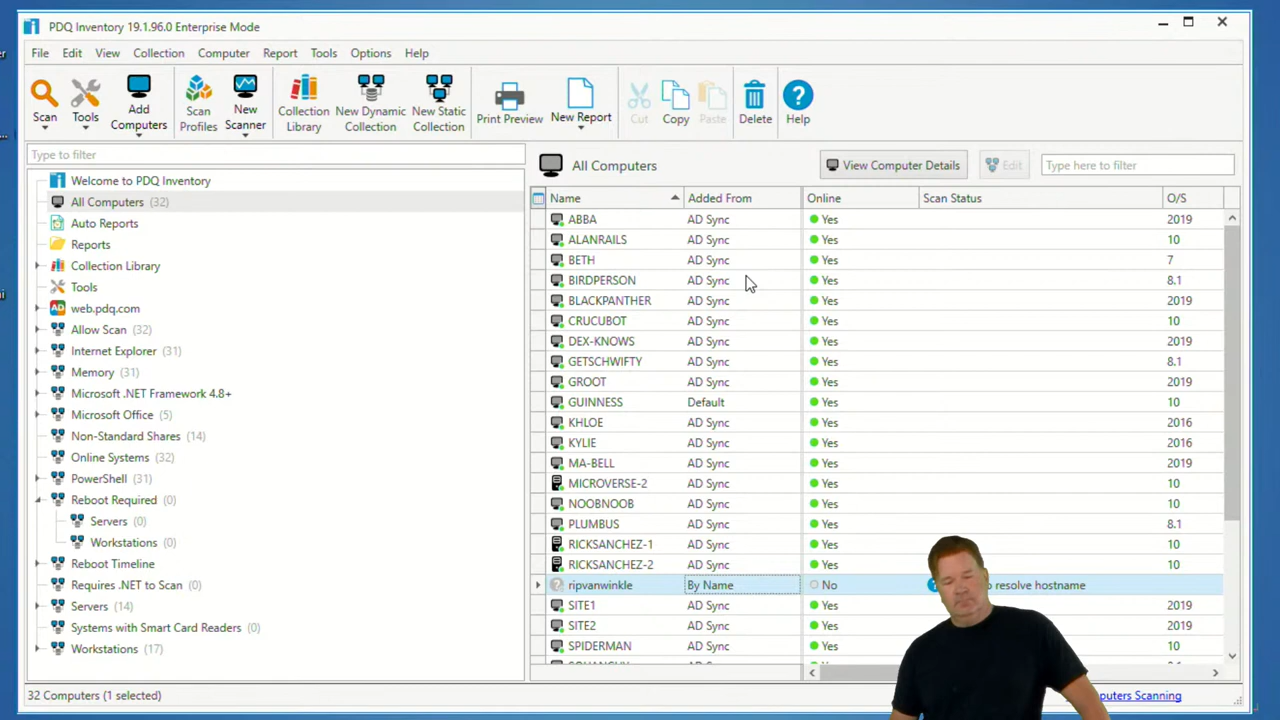 PDQ Inventory 19.1.96.0 Enterprise Mode
File Edit View Collection Computer Report Tools Options Help
Scan
Tools
Add Computers
Scan Profiles
New Scanner
Collection Library
New Dynamic Collection
New Static Collection
Print Preview
New Report
Cut
Copy
Paste
Delete
Help
Type to filter
Welcome to PDQ Inventory
All Computers (32)
Auto Reports
Reports
Collection Library
Tools
AD web.pdq.com
Allow Scan (32)
Internet Explorer (31)
Memory (31)
Microsoft .NET Framework 4.8+
Microsoft Office (5)
Non-Standard Shares (14)
Online Systems (32)
PowerShell (31)
Reboot Required (0)
Servers (0)
Workstations (0)
Reboot Timeline
Requires .NET to Scan (0)
Servers (14)
Systems with Smart Card Readers (0)
Workstations (17)
All Computers
View Computer Details
Edit
Type here to filter
Name Added From Online Scan Status O/S
ABBA AD Sync Yes 2019
ALANRAILS AD Sync Yes 10
BETH AD Sync Yes 7
BIRDPERSON AD Sync Yes 8.1
BLACKPANTHER AD Sync Yes 2019
CRUCUBOT AD Sync Yes 10
DEX-KNOWS AD Sync Yes 2019
GETSCHWIFTY AD Sync Yes 8.1
GROOT AD Sync Yes 2019
GUINNESS Default Yes 10
KHLOE AD Sync Yes 2016
KYLIE AD Sync Yes 2016
MA-BELL AD Sync Yes 2019
MICROVERSE-2 AD Sync Yes 10
NOOBNOOB AD Sync Yes 10
PLUMBUS AD Sync Yes 8.1
RICKSANCHEZ-1 AD Sync Yes 10
RICKSANCHEZ-2 AD Sync Yes 10
ripvanwinkle By Name No resolve hostname
SITE1 AD Sync Yes 2019
SITE2 AD Sync Yes 2019
SPIDERMAN AD Sync Yes 10
32 Computers (1 selected)
Scanning